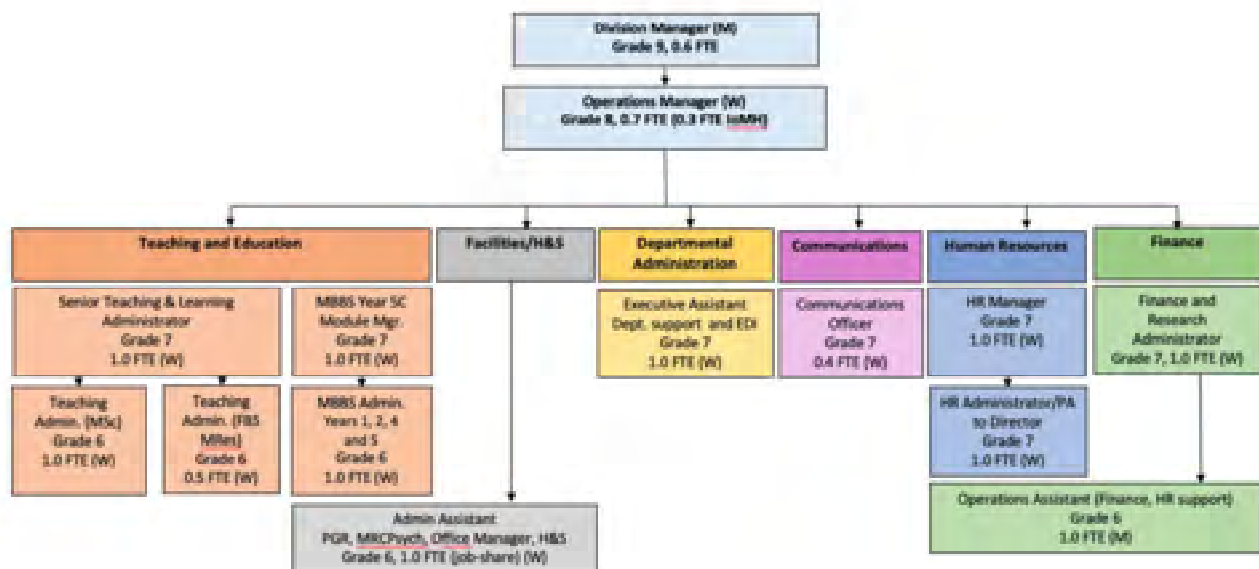 Division Manager (M)
Grade 9, 0.6 FTE
Operations Manager (W)
Grade 8, 0.7 FTE (0.3 FTE IoMH)
Teaching and Education
Facilities/H&S
Departmental
Administration
Communications
Human Resources
Finance
Senior Teaching & Learning
Administrator
Grade 7
1.0 FTE (W)
MBBS Year 5C
Module Mgr.
Grade 7
1.0 FTE (W)
Executive Assistant
Dept. support and EDI
Grade 7
1.0 FTE (W)
Communications
Officer
Grade 7
0.4 FTE (W)
HR Manager
Grade 7
1.0 FTE (W)
Finance and
Research
Administrator
Grade 7, 1.0 FTE (W)
Teaching
Admin. (MSc)
Grade 6
1.0 FTE (W)
Teaching
Admin. (FBS
Grade 6
0.5 FTE (W)
MBBS Admin.
Years 1, 2, 4
and 5
Grade 6
1.0 FTE (W)
HR Administrator/PA
to Director
Grade 7
1.0 FTE (W)
Admin Assistant
PGR, MRCPsych, Office Manager, H&S
Grade 6, 1.0 FTE (job-share) (W)
Operations Assistant (Finance, HR support)
Grade 6
1.0 FTE (M)